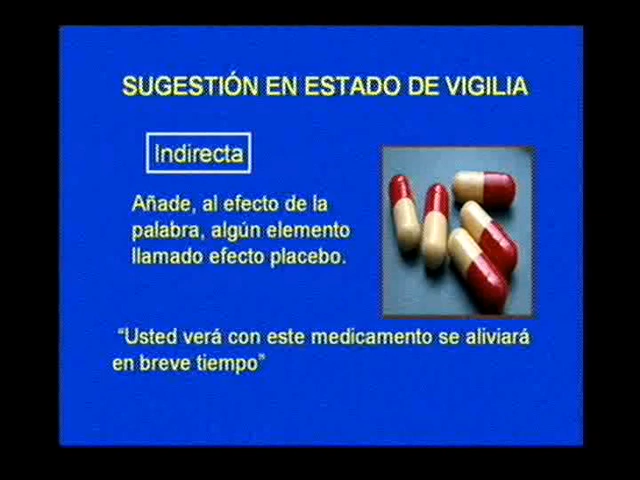 SUGESTIÓN EN ESTADO DE VIGILIA
Indirecta
Añade, al efecto de la
palabra, algún elemento
llamado efecto placebo.
“Usted verá con este medicamento se aliviará
en breve tiempo”